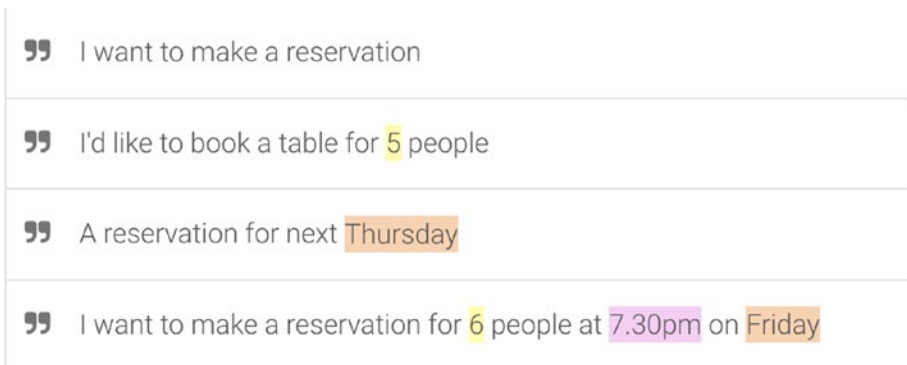 I want to make a reservation
I'd like to book a table for 5 people
A reservation for next Thursday
I want to make a reservation for 6 people at 7.30pm on Friday